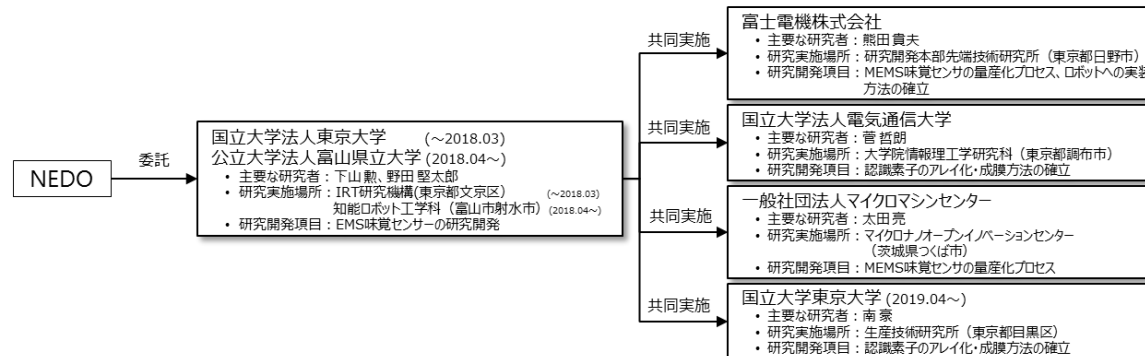 NEDO
委託
国立大学法人東京大学 (～2018.03)
公立大学法人富山県立大学 (2018.04～)
• 主要な研究者：下山 勲、野田 堅太郎
• 研究実施場所：IRT研究機構(東京都文京区) (～2018.03)
知能ロボット工学科（富山市射水市）(2018.04～)
• 研究開発項目：EMS味覚センサーの研究開発
共同実施
富士電機株式会社
• 主要な研究者：熊田 貴夫
• 研究実施場所：研究開発本部先端技術研究所（東京都日野市）
• 研究開発項目：MEMS味覚センサの量産化プロセス、ロボットへの実装
方法の確立
共同実施
国立大学法人電気通信大学
• 主要な研究者：菅 哲朗
• 研究実施場所：大学院情報理工学研究科（東京都調布市）
• 研究開発項目：認識素子のアレイ化・成膜方法の確立
共同実施
一般社団法人マイクロマシンセンター
• 主要な研究者：太田 亮
• 研究実施場所：マイクロナノオープンイノベーションセンター
（茨城県つくば市）
• 研究開発項目：MEMS味覚センサの量産化プロセス
共同実施
国立大学東京大学 (2019.04～)
• 主要な研究者：南 豪
• 研究実施場所：生産技術研究所（東京都目黒区）
• 研究開発項目：認識素子のアレイ化・成膜方法の確立